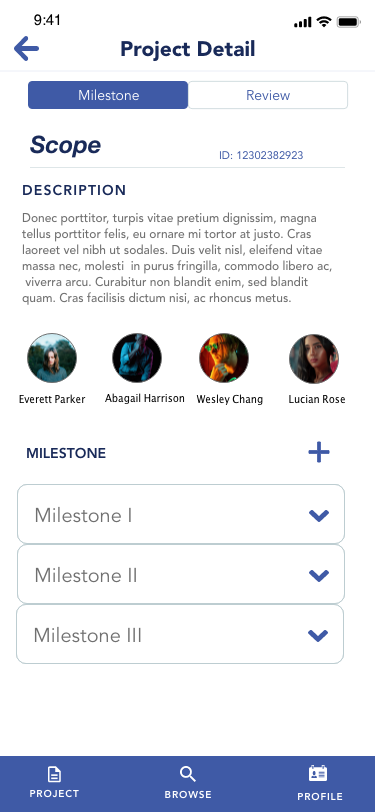 9:41
Project Detail
Milestone
Review
Scope
ID: 12302382923
DESCRIPTION
Donec porttitor, turpis vitae pretium dignissim, magna
tellus porttitor felis, eu ornare mi tortor at justo. Cras
laoreet vel nibh ut sodales. Duis velit nisl, eleifend vitae
massa nec, molesti  in purus fringilla, commodo libero ac,
viverra arcu. Curabitur non blandit enim, sed blandit
quam. Cras facilisis dictum nisi, ac rhoncus metus.
Everett Parker
Abagail Harrison
Wesley Chang
Lucian Rose
MILESTONE
Milestone I
Milestone II
Milestone III
PROJECT
BROWSE
PROFILE